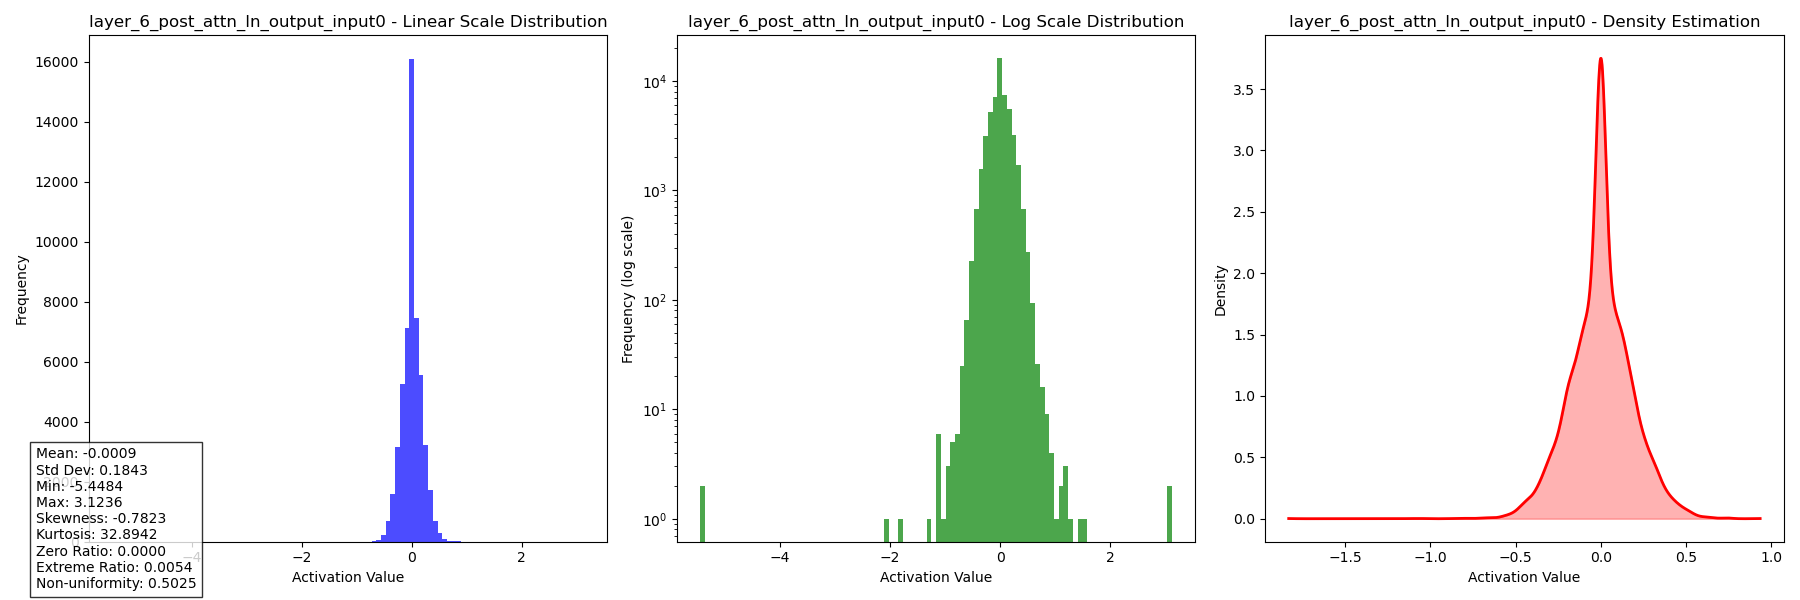 layer_6_post_attn_ln_output_input0 - Linear Scale Distribution
16000
14000
12000
10000
8000
6000
4000
2000
0
Frequency
−4
−2
0
2
Activation Value
Mean: -0.0009
Std Dev: 0.1843
Min: -5.4484
Max: 3.1236
Skewness: -0.7823
Kurtosis: 32.8942
Zero Ratio: 0.0000
Extreme Ratio: 0.0054
Non-uniformity: 0.5025
layer_6_post_attn_ln_output_input0 - Log Scale Distribution
10⁴
10³
10²
10¹
10⁰
Frequency (log scale)
−4
−2
0
2
Activation Value
layer_6_post_attn_ln_output_input0 - Density Estimation
3.5
3.0
2.5
2.0
1.5
1.0
0.5
0.0
Density
−1.5
−1.0
−0.5
0.0
0.5
1.0
Activation Value